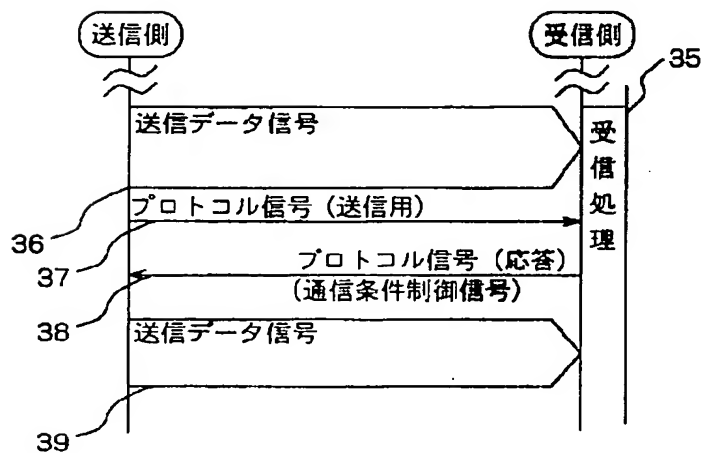 送信側
受信側
35
送信データ信号
受信処理
36
プロトコル信号（送信用）
37
プロトコル信号（応答）
（通信条件制御信号）
38
送信データ信号
39